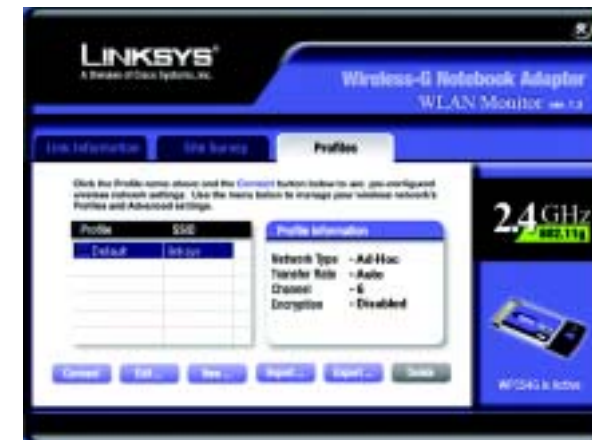 LINKSYS®
A Division of Cisco Systems, Inc.
Wireless-G Notebook Adapter
WLAN Monitor
Link Information
Site Survey
Profiles
Click the Profile name above and the Connect button below to use pre-configured
wireless network settings. Use the items below to manage your wireless network's
Profiles and Advanced settings.
Profile SSID
Default linksys
Profile Information
Network Type - Ad-Hoc
Transfer Rate - Auto
Channel - 6
Encryption - Disabled
2.4 GHz
802.11g
Connect Edit... New... Import... Export... Delete
WPC54G is Active